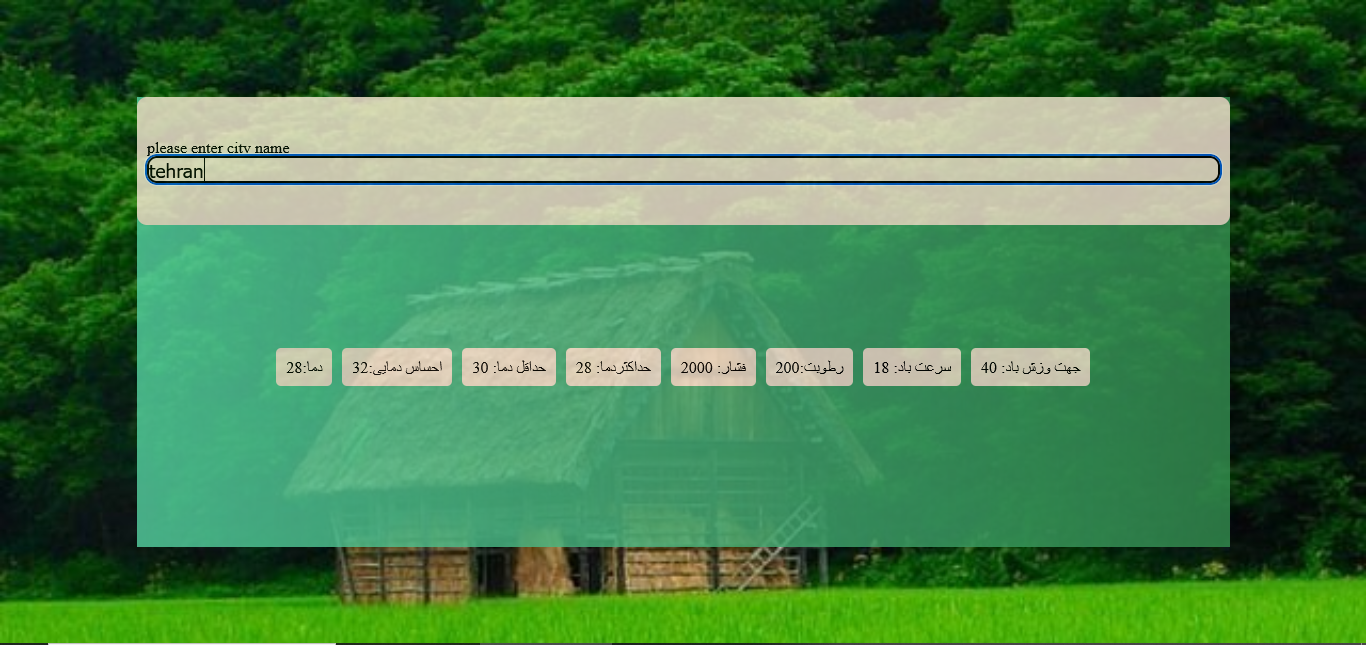 please enter city name
tehran
دما:28
احساس دمایی:32
حداقل دما: 30
حداکثردما: 28
فشار: 2000
رطوبت:200
سرعت باد: 18
جهت وزش باد: 40